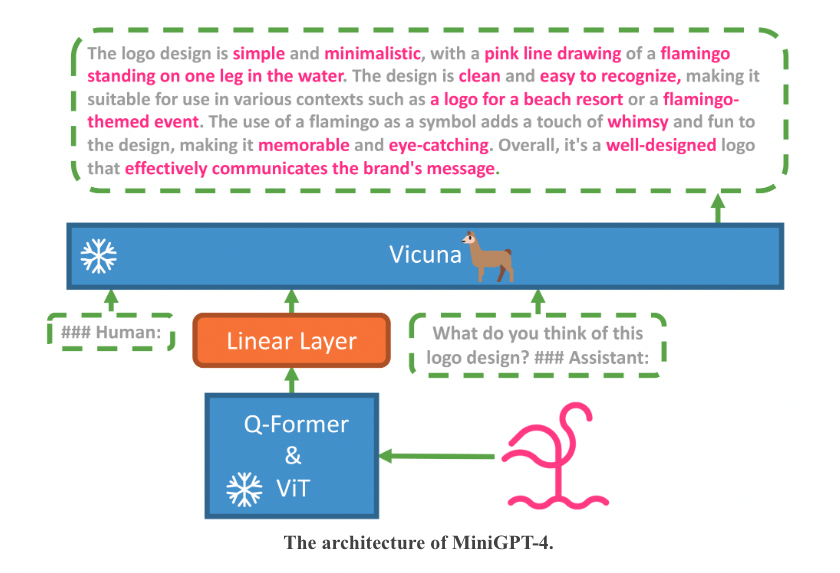 The logo design is simple and minimalistic, with a pink line drawing of a flamingo
standing on one leg in the water. The design is clean and easy to recognize, making it
suitable for use in various contexts such as a logo for a beach resort or a flamingo-
themed event. The use of a flamingo as a symbol adds a touch of whimsy and fun to
the design, making it memorable and eye-catching. Overall, it's a well-designed logo
that effectively communicates the brand's message.
Vicuna
### Human:
Linear Layer
What do you think of this
logo design? ### Assistant:
Q-Former
&
ViT
The architecture of MiniGPT-4.